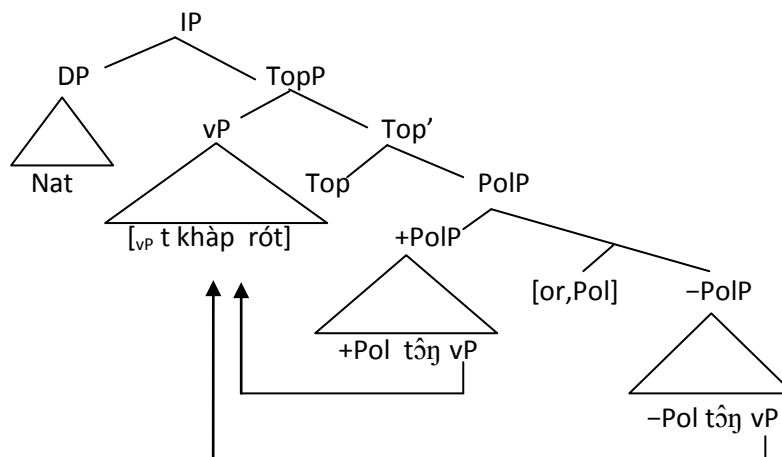 IP
DP TopP
vP Top’
Nat Top PolP
[vP t khàp rót] +PolP
[or,Pol] −PolP
+Pol tɔ̂ŋ vP
−Pol tɔ̂ŋ vP